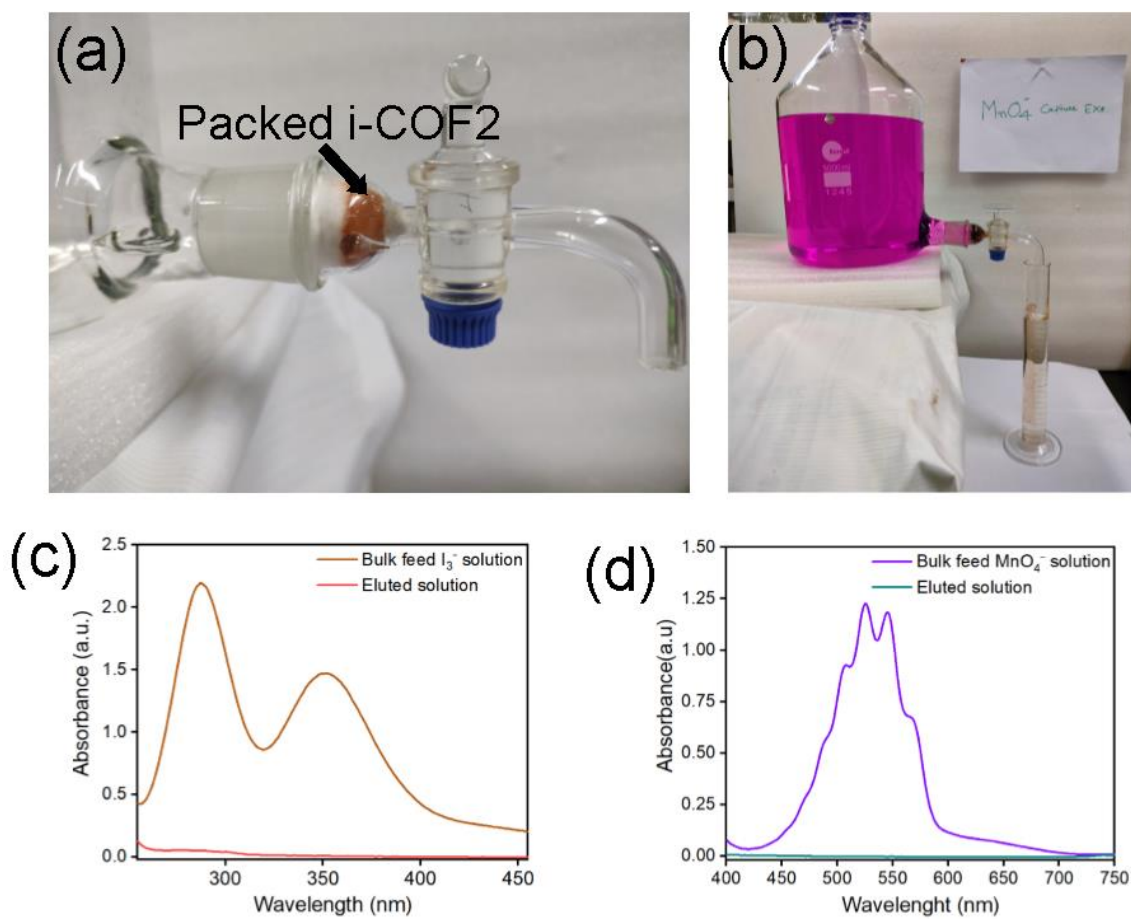 (a)
Packed i-COF2
(b)
MnO₄⁻ Capture Exp.
1245
(c)
2.5
2.0
1.5
1.0
0.5
0.0
Absorbance (a.u.)
Bulk feed I₃⁻ solution
Eluted solution
300 350 400 450
Wavelength (nm)
(d)
1.50
1.25
1.00
0.75
0.50
0.25
0.00
Absorbance(a.u)
Bulk feed MnO₄⁻ solution
Eluted solution
400 450 500 550 600 650 700 750
Wavelenght (nm)